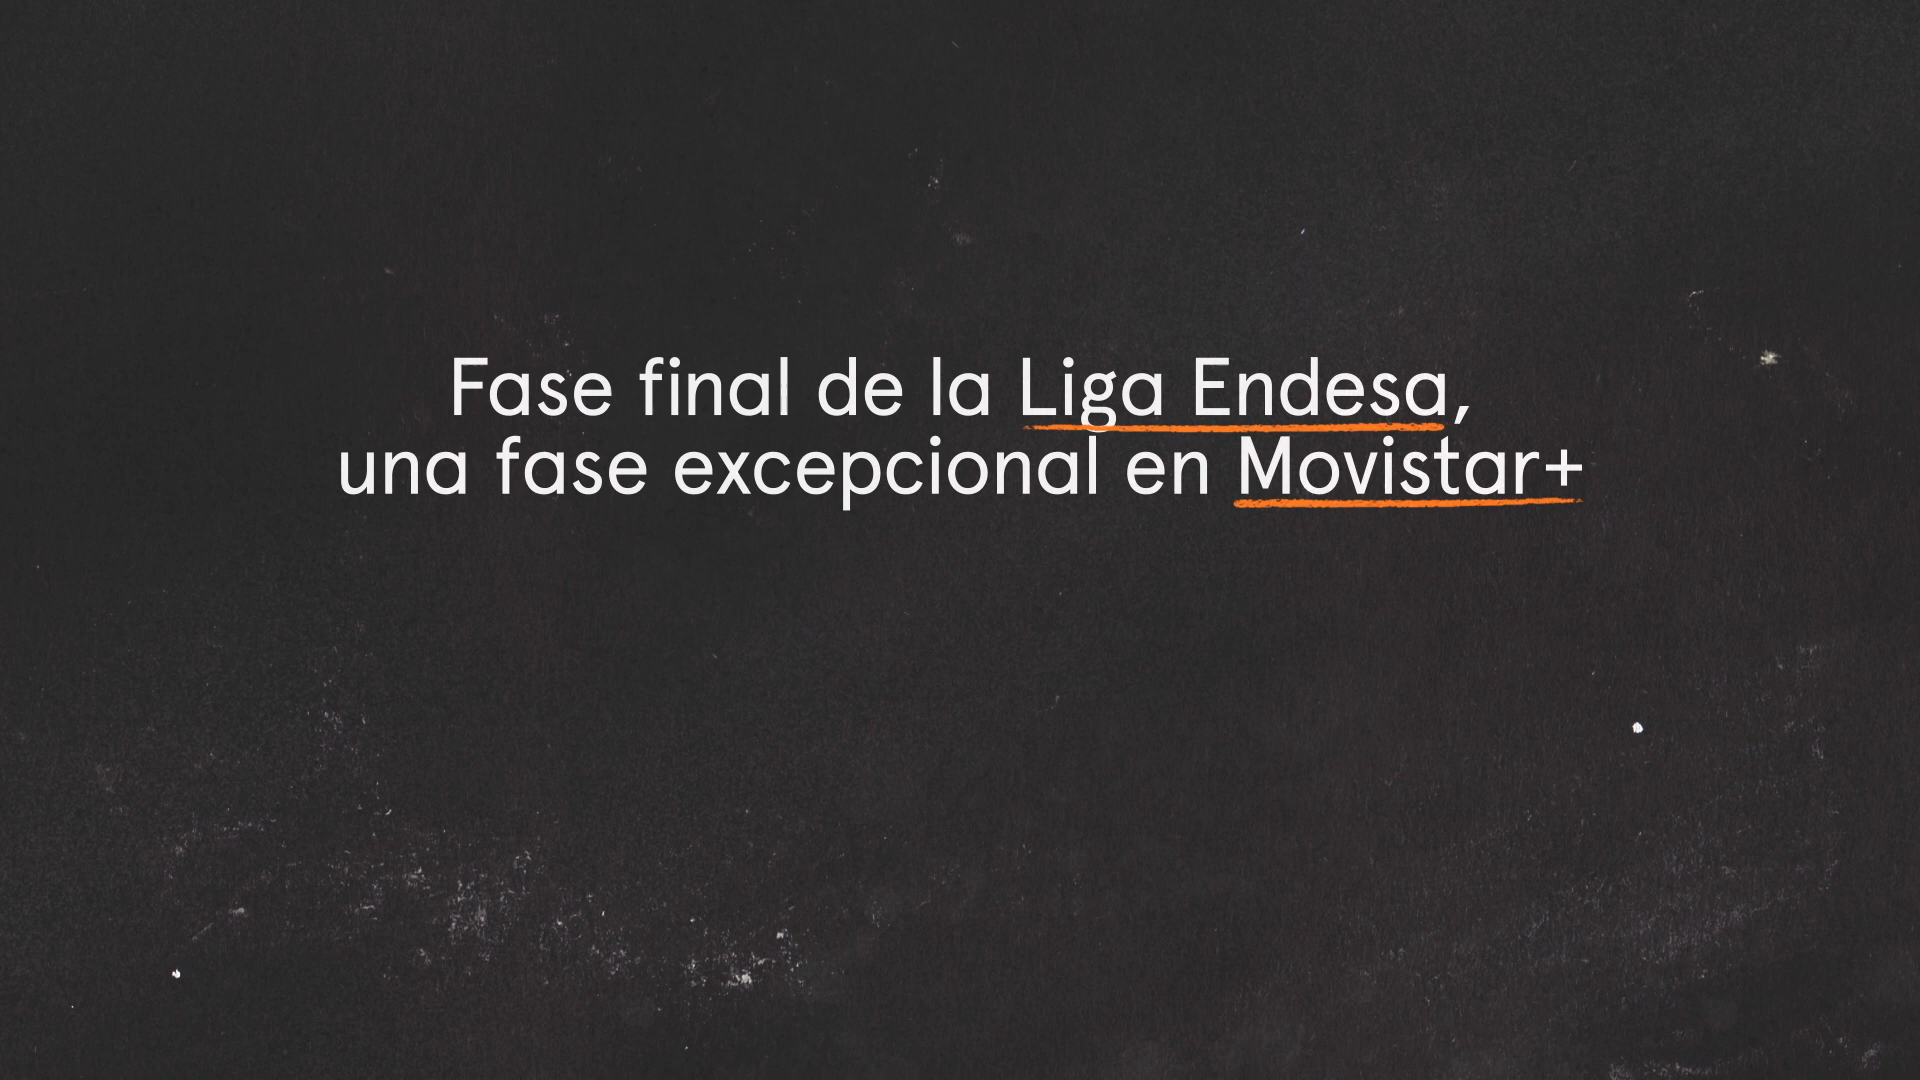 Fase final de la Liga Endesa,
una fase excepcional en Movistar+